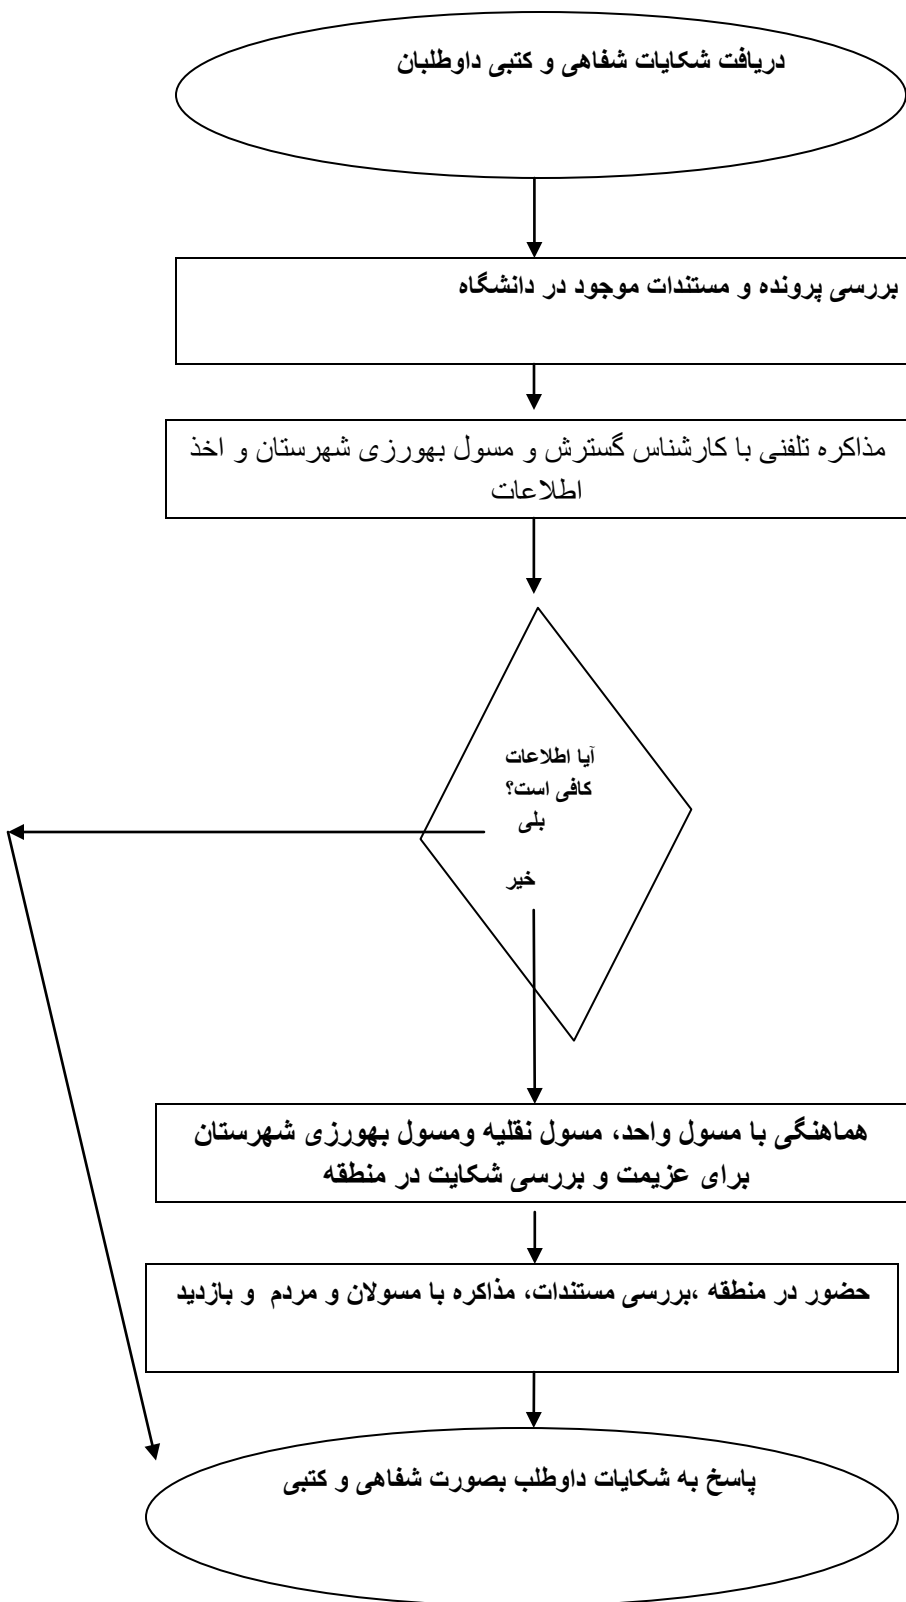 دریافت شکایات شفاهی و کتبی داوطلبان
بررسی پرونده و مستندات موجود در دانشگاه
مذاکره تلفنی با کارشناس گسترش و مسول بهورزی شهرستان و اخذ
اطلاعات
آیا اطلاعات
کافی است؟
بلی
خیر
هماهنگی با مسول واحد، مسول نقلیه ومسول بهورزی شهرستان
برای عزیمت و بررسی شکایت در منطقه
حضور در منطقه ،بررسی مستندات، مذاکره با مسولان و مردم و بازدید
پاسخ به شکایات داوطلب بصورت شفاهی و کتبی